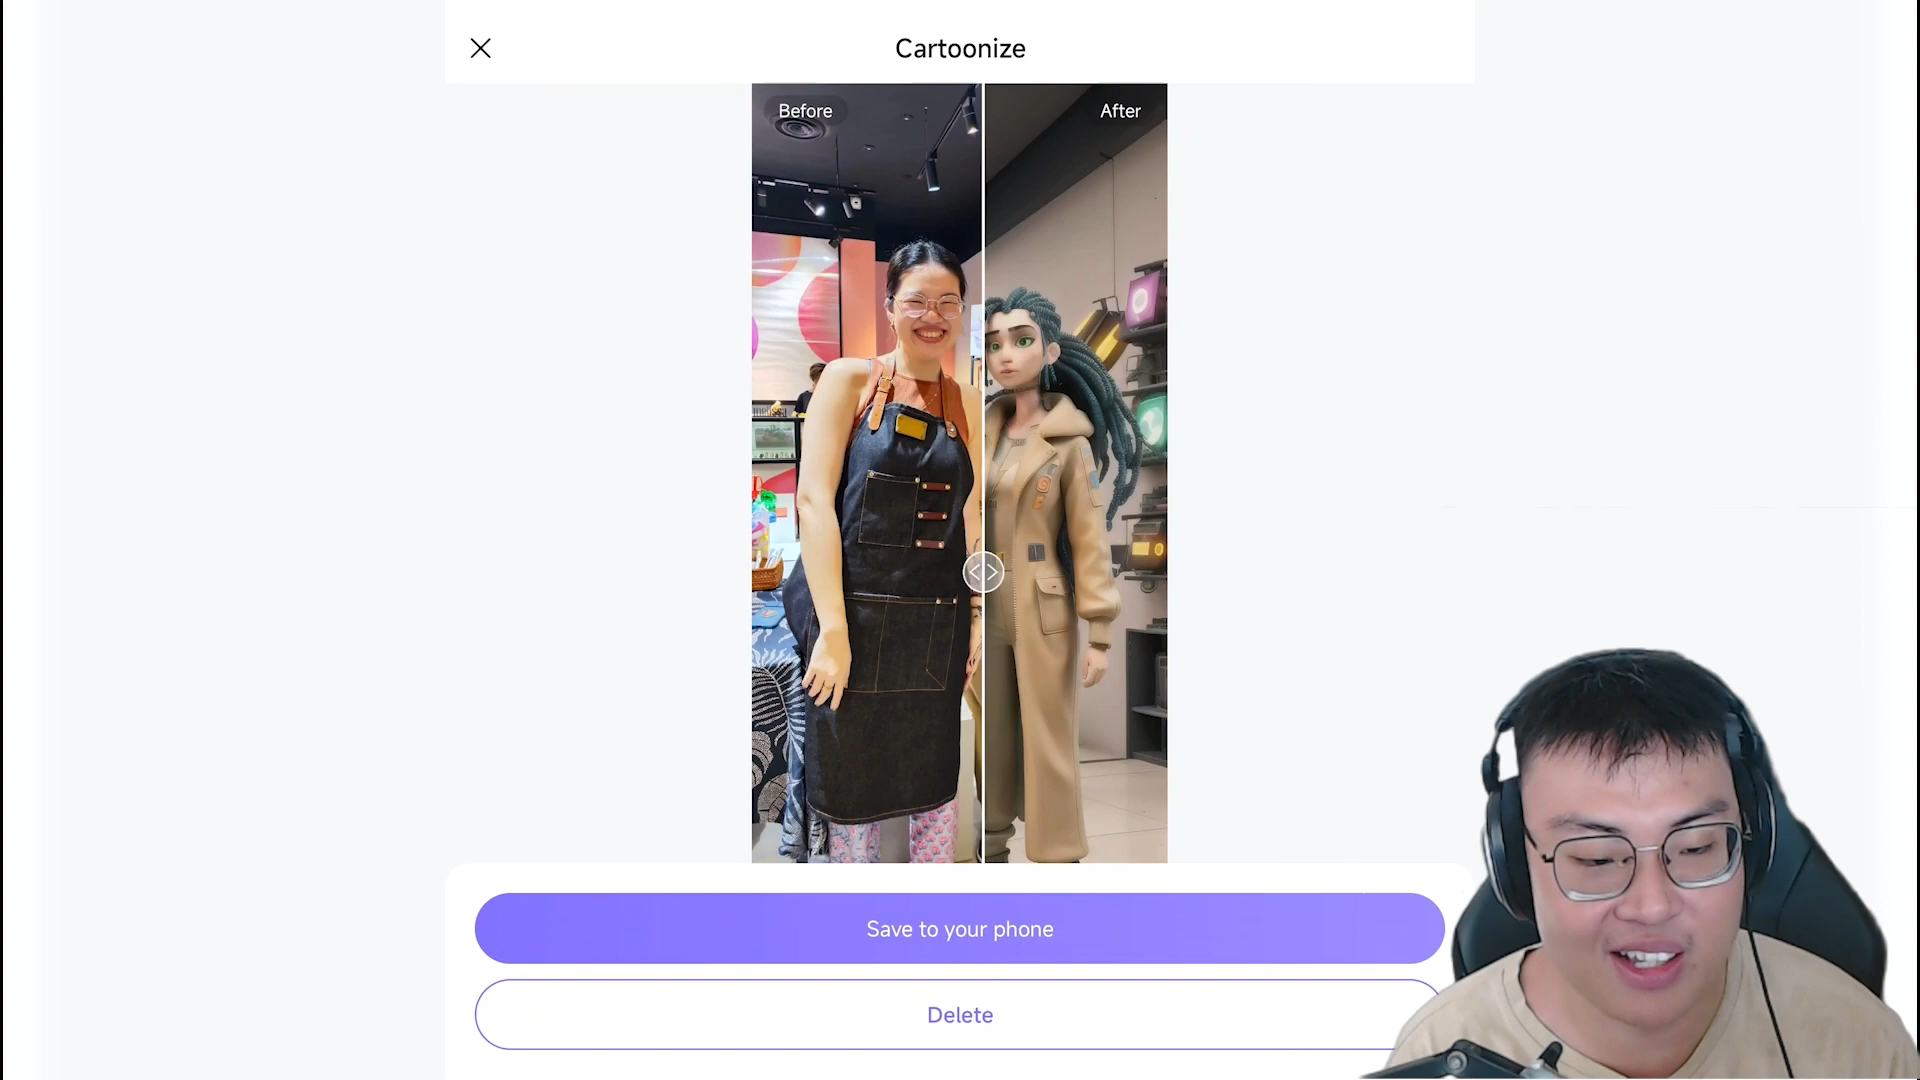 Cartoonize
Before
After
Save to your phone
Delete